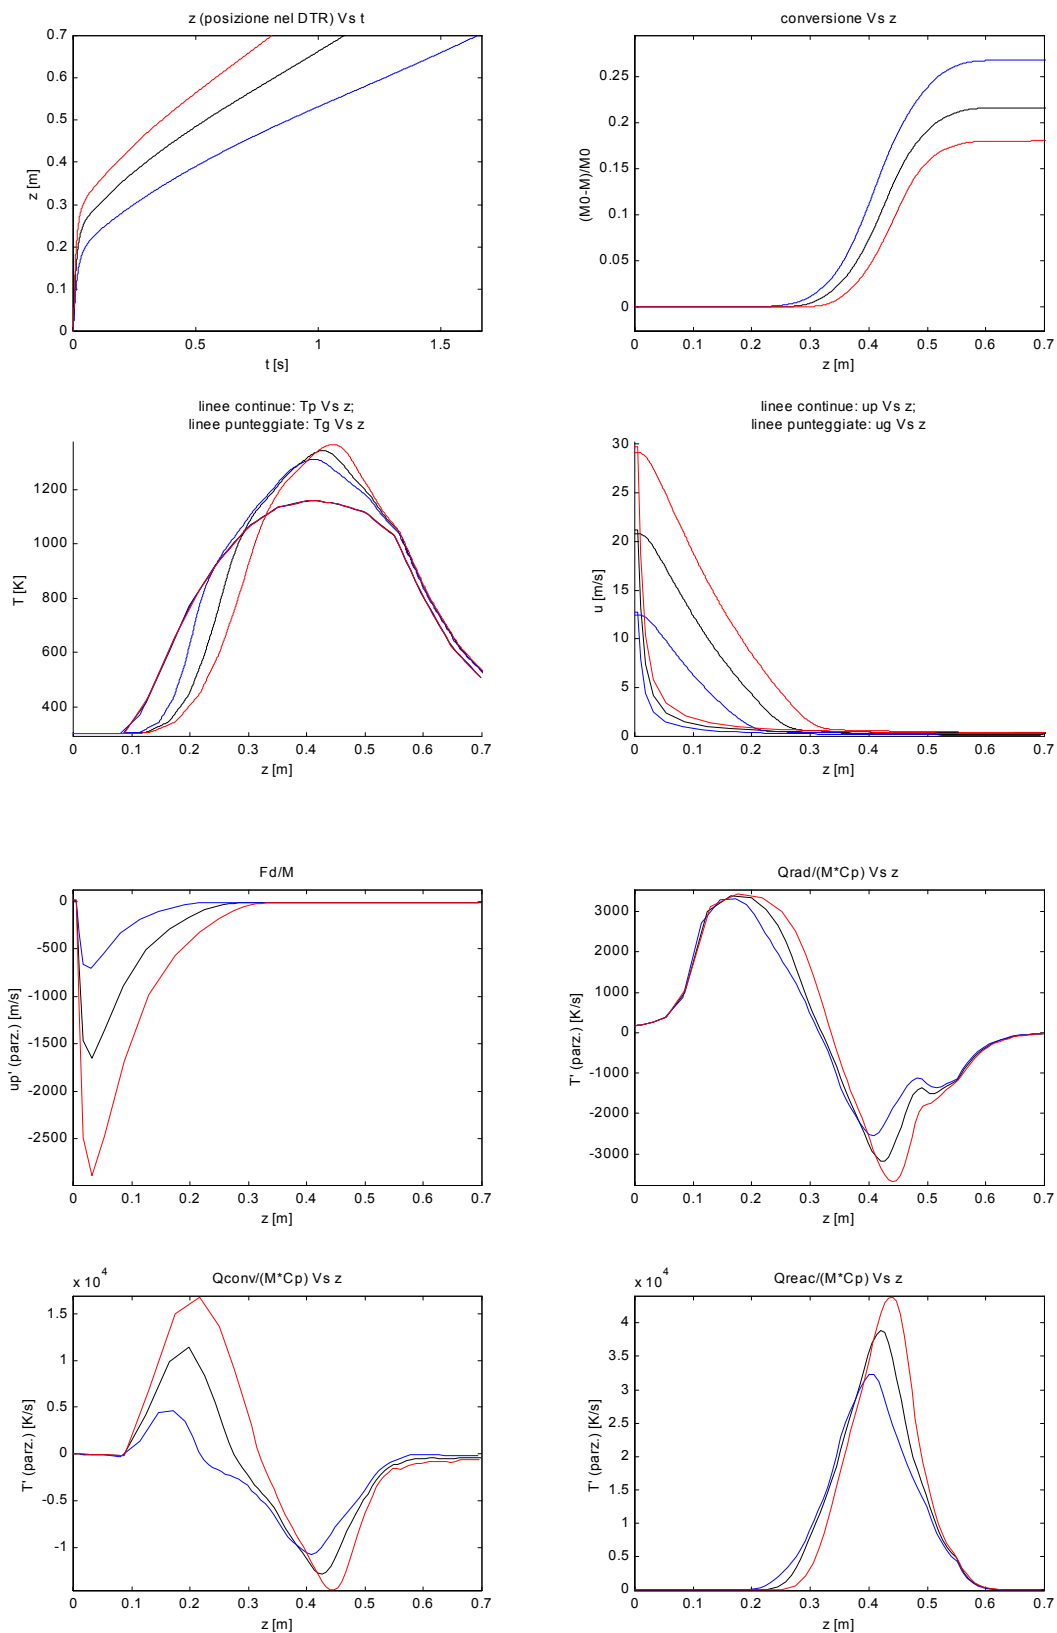 z (posizione nel DTR) Vs t
0.7
0.6
0.5
0.4
0.3
0.2
0.1
0
z [m]
0 0.5 1 1.5
t [s]
conversione Vs z
0.25
0.2
0.15
0.1
0.05
0
(M0-M)/M0
0 0.1 0.2 0.3 0.4 0.5 0.6 0.7
z [m]
linee continue: Tp Vs z;
linee punteggiate: Tg Vs z
1200
1000
800
600
400
T [K]
0 0.1 0.2 0.3 0.4 0.5 0.6 0.7
z [m]
linee continue: up Vs z;
linee punteggiate: ug Vs z
30
25
20
15
10
5
0
u [m/s]
0 0.1 0.2 0.3 0.4 0.5 0.6 0.7
z [m]
Fd/M
0
-500
-1000
-1500
-2000
-2500
up' (parz.) [m/s]
0 0.1 0.2 0.3 0.4 0.5 0.6 0.7
z [m]
Qrad/(M*Cp) Vs z
3000
2000
1000
0
-1000
-2000
-3000
T' (parz.) [K/s]
0 0.1 0.2 0.3 0.4 0.5 0.6 0.7
z [m]
x 10^4
Qconv/(M*Cp) Vs z
1.5
1
0.5
0
-0.5
-1
T' (parz.) [K/s]
0 0.1 0.2 0.3 0.4 0.5 0.6 0.7
z [m]
x 10^4
Qreac/(M*Cp) Vs z
4
3.5
3
2.5
2
1.5
1
0.5
0
T' (parz.) [K/s]
0 0.1 0.2 0.3 0.4 0.5 0.6 0.7
z [m]